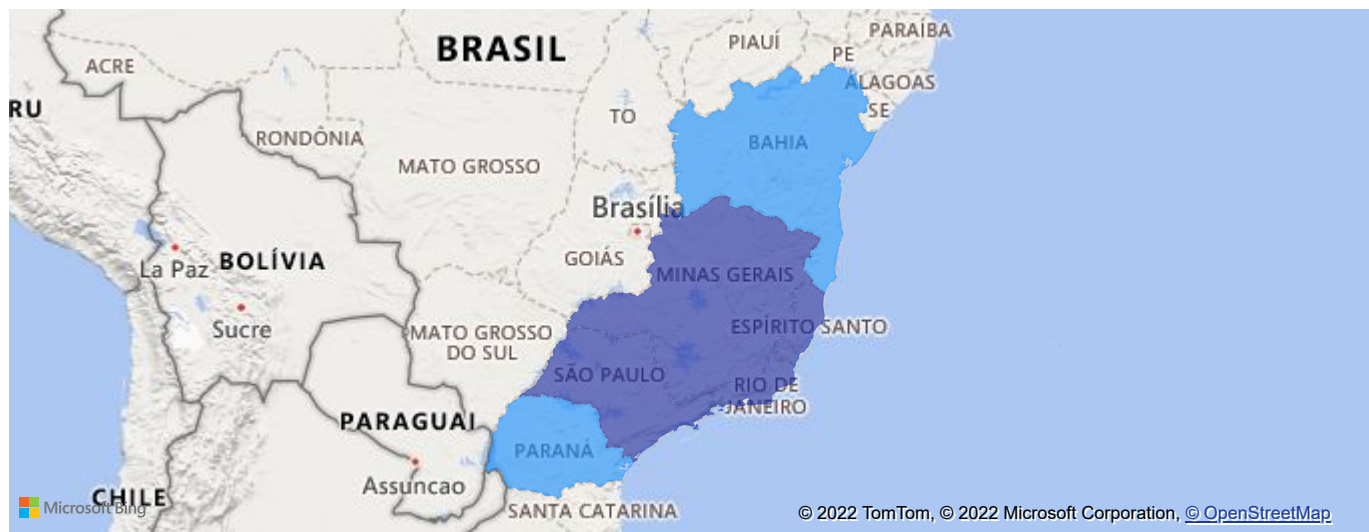 BRASIL
PIAUÍ
PARAÍBA
PE
ACRE
ALAGOAS
RU
SE
TO
RONDÔNIA
BAHIA
MATO GROSSO
Brasília
GOIÁS
La Paz
BOLÍVIA
MINAS GERAIS
Sucre
ESPÍRITO SANTO
MATO GROSSO
DO SUL
SÃO PAULO
RIO DE
JANEIRO
PARAGUAI
PARANÁ
Assuncao
CHILE
Microsoft Bing
SANTA CATARINA
© 2022 TomTom, © 2022 Microsoft Corporation, © OpenStreetMap